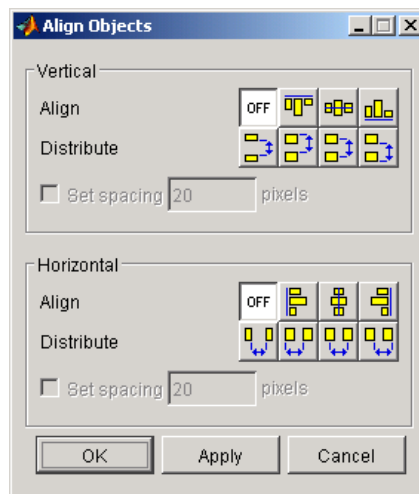 Align Objects
Vertical
Align OFF
Distribute
Set spacing 20 pixels
Horizontal
Align OFF
Distribute
Set spacing 20 pixels
OK Apply Cancel